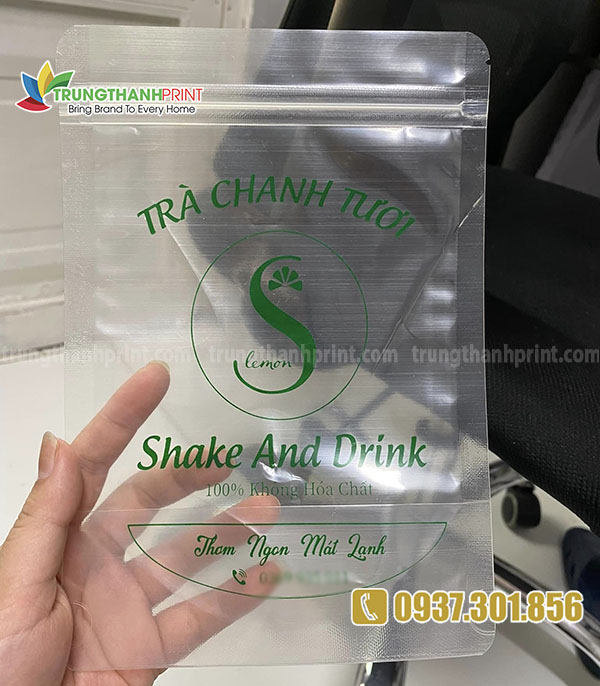 TRUNGTHANHPRINT
Bring Brand To Every Home
TRÀ CHANH TƯƠI
S
lemon
trungthanhprint.com trungthanhprint.com trungthanhprint.com
Shake And Drink
100% Không Hóa Chất
Thơm Ngon Mát Lạnh
0937.301.856